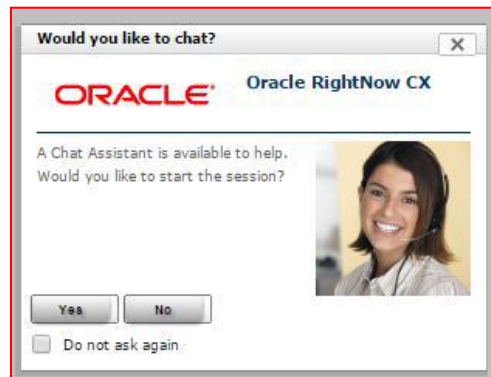 Would you like to chat?
ORACLE®
Oracle RightNow CX
A Chat Assistant is available to help.
Would you like to start the session?
Yes
No
Do not ask again